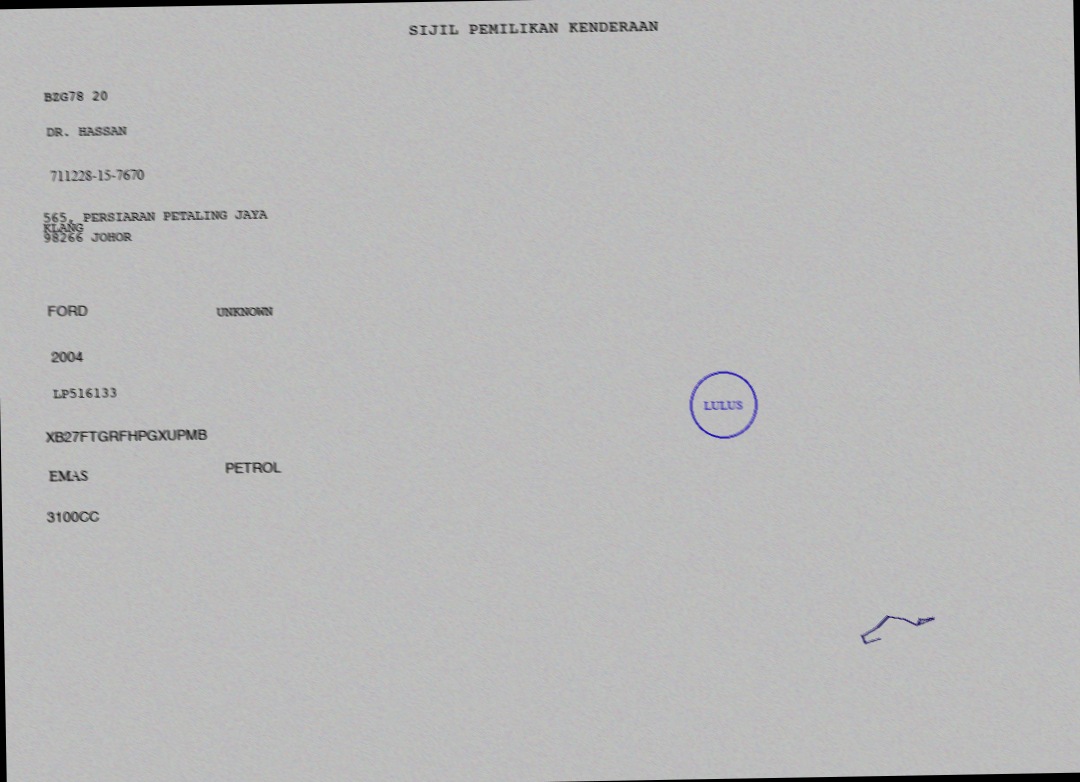 SIJIL PEMILIKAN KENDERAAN
BZG78 20
DR. HASSAN
711228-15-7670
565, PERSIARAN PETALING JAYA
KLANG
98266 JOHOR
FORD UNKNOWN
2004
LP516133
LULUS
XB27FTGRFHPGXUPMB
EMAS PETROL
3100CC